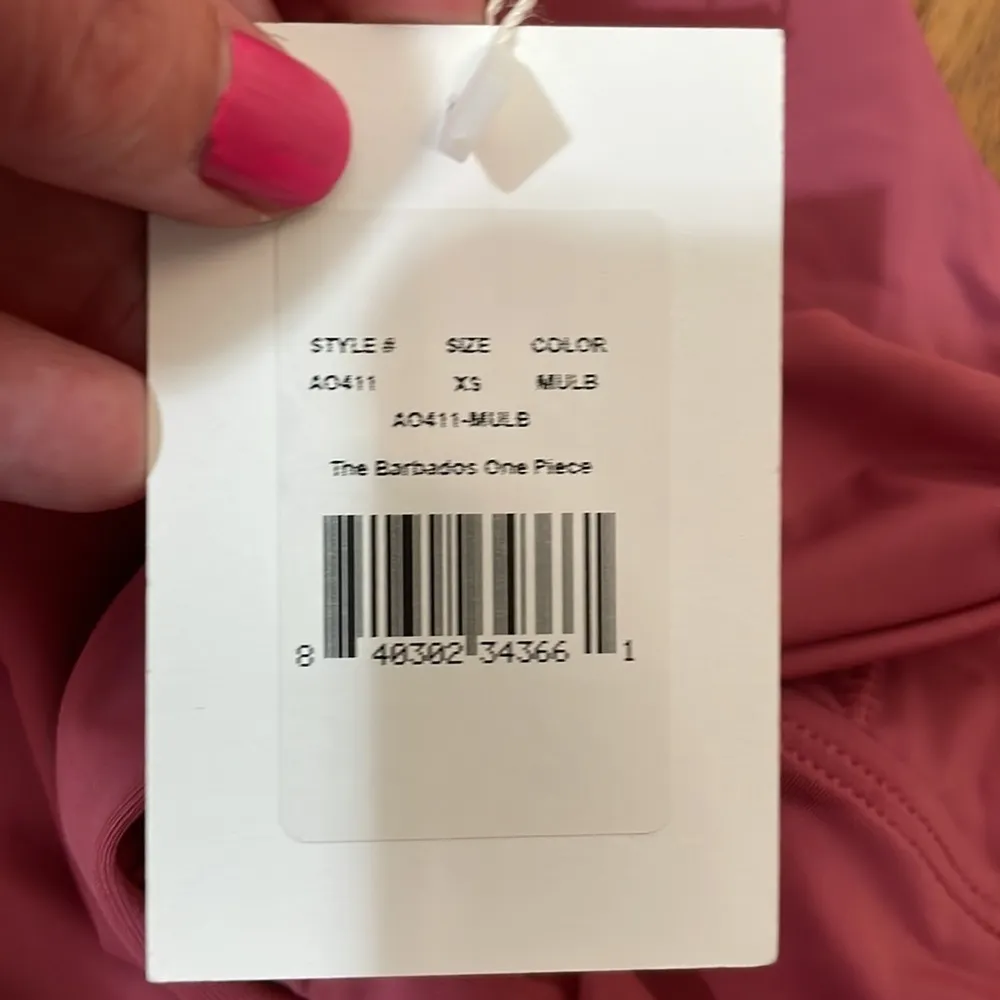 STYLE # SIZE COLOR
AO411 XS MULB
AO411-MULB
The Barbados One Piece
8 40302 34366 1